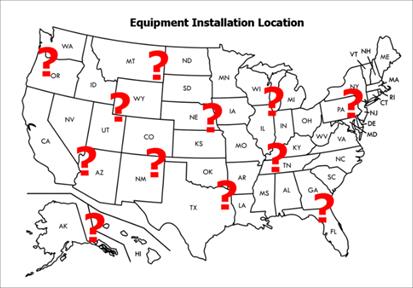 Equipment Installation Location
WA
OR
CA
NV
ID
MT
WY
UT
AZ
CO
NM
ND
SD
NE
KS
OK
TX
MN
IA
MO
AR
LA
WI
IL
MI
IN
OH
KY
TN
MS
AL
GA
FL
SC
NC
VA
WV
PA
NY
VT
NH
ME
MA
RI
CT
NJ
DE
MD
AK
HI
?
?
?
?
?
?
?
?
?
?
?
?
?